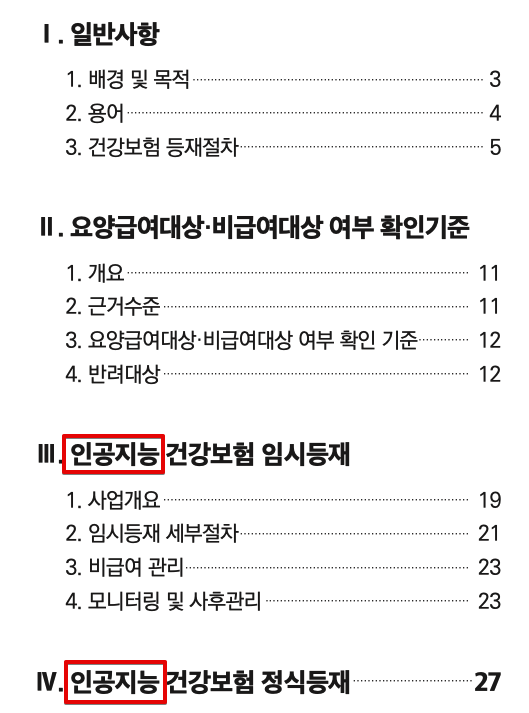 Ⅰ. 일반사항
1. 배경 및 목적 3
2. 용어 4
3. 건강보험 등재절차 5
Ⅱ. 요양급여대상·비급여대상 여부 확인기준
1. 개요 11
2. 근거수준 11
3. 요양급여대상·비급여대상 여부 확인 기준 12
4. 반려대상 12
Ⅲ. 인공지능 건강보험 임시등재
1. 사업개요 19
2. 임시등재 세부절차 21
3. 비급여 관리 23
4. 모니터링 및 사후관리 23
Ⅳ. 인공지능 건강보험 정식등재 27